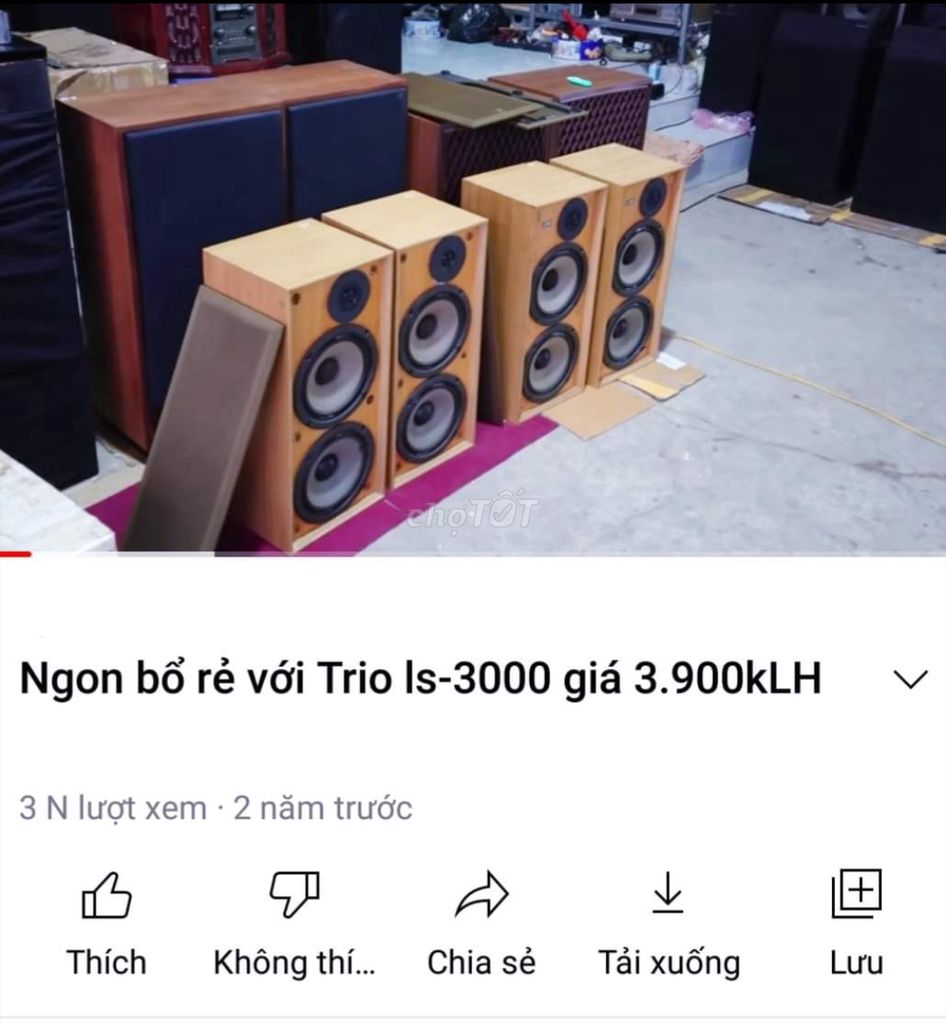 chợTỐT
Ngon bổ rẻ với Trio ls-3000 giá 3.900kLH
3 N lượt xem · 2 năm trước
Thích
Không thí...
Chia sẻ
Tải xuống
Lưu